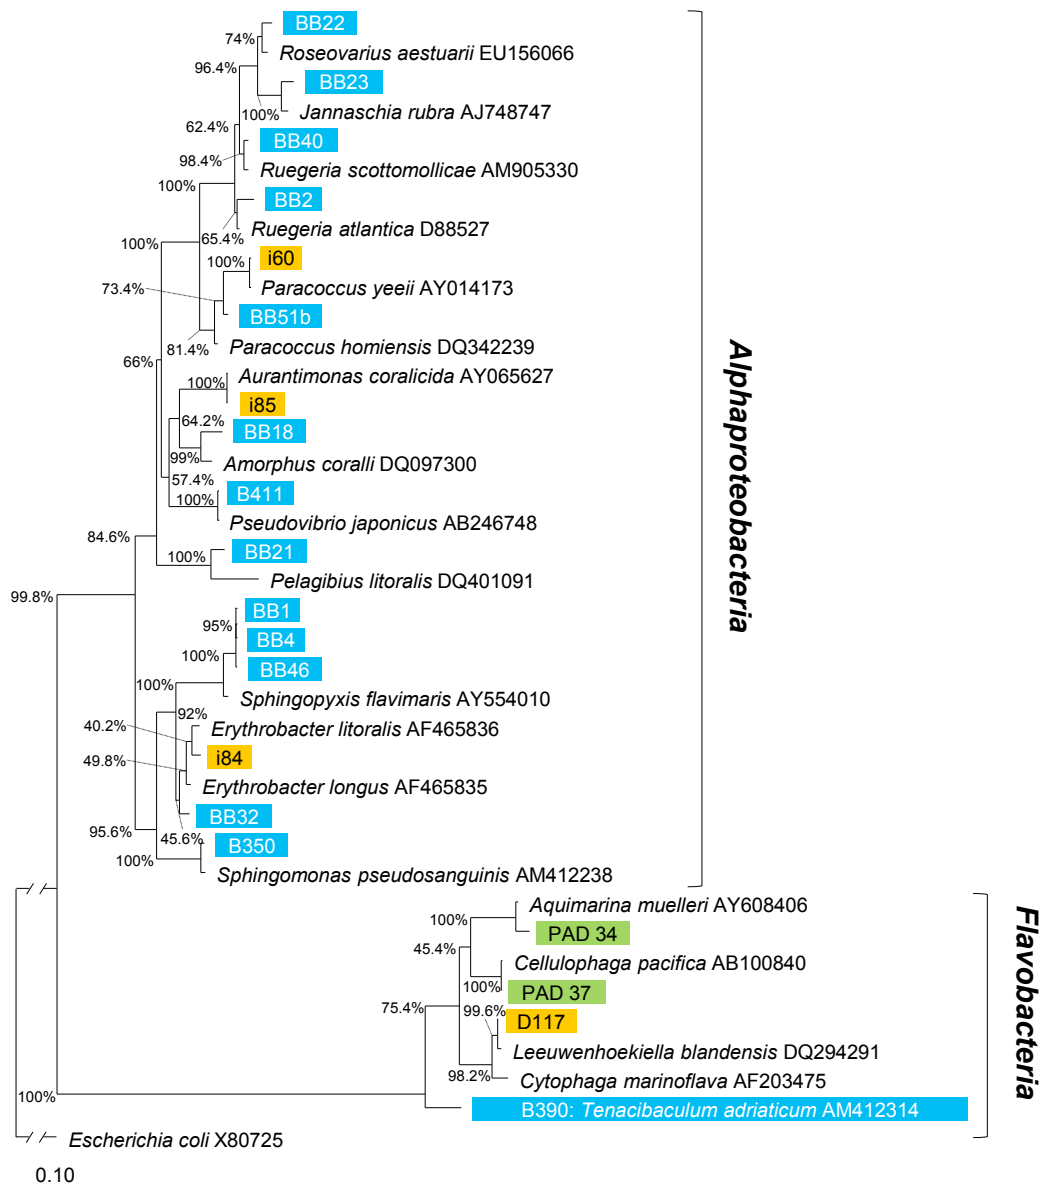 BB22
74%
Roseovarius aestuarii EU156066
96.4%
BB23
100%
Jannaschia rubra AJ748747
62.4%
BB40
98.4%
Ruegeria scottomollicae AM905330
100%
BB2
65.4%
Ruegeria atlantica D88527
100%
i60
100%
Paracoccus yeeii AY014173
73.4%
BB51b
81.4%
Paracoccus homiensis DQ342239
66%
Aurantimonas coralicida AY065627
100%
i85
64.2%
BB18
99%
Amorphus coralli DQ097300
57.4%
B411
100%
Pseudovibrio japonicus AB246748
84.6%
BB21
100%
Pelagibius litoralis DQ401091
99.8%
BB1
95%
BB4
100%
BB46
100%
Sphingopyxis flavimaris AY554010
92%
40.2%
Erythrobacter litoralis AF465836
i84
49.8%
Erythrobacter longus AF465835
BB32
95.6%
45.6%
B350
100%
Sphingomonas pseudosanguinis AM412238
Alphaproteobacteria
Aquimarina muelleri AY608406
100%
PAD 34
45.4%
Cellulophaga pacifica AB100840
100%
PAD 37
75.4%
99.6%
D117
Leeuwenhoekiella blandensis DQ294291
98.2%
Cytophaga marinoflava AF203475
100%
B390: Tenacibaculum adriaticum AM412314
Flavobacteria
Escherichia coli X80725
0.10